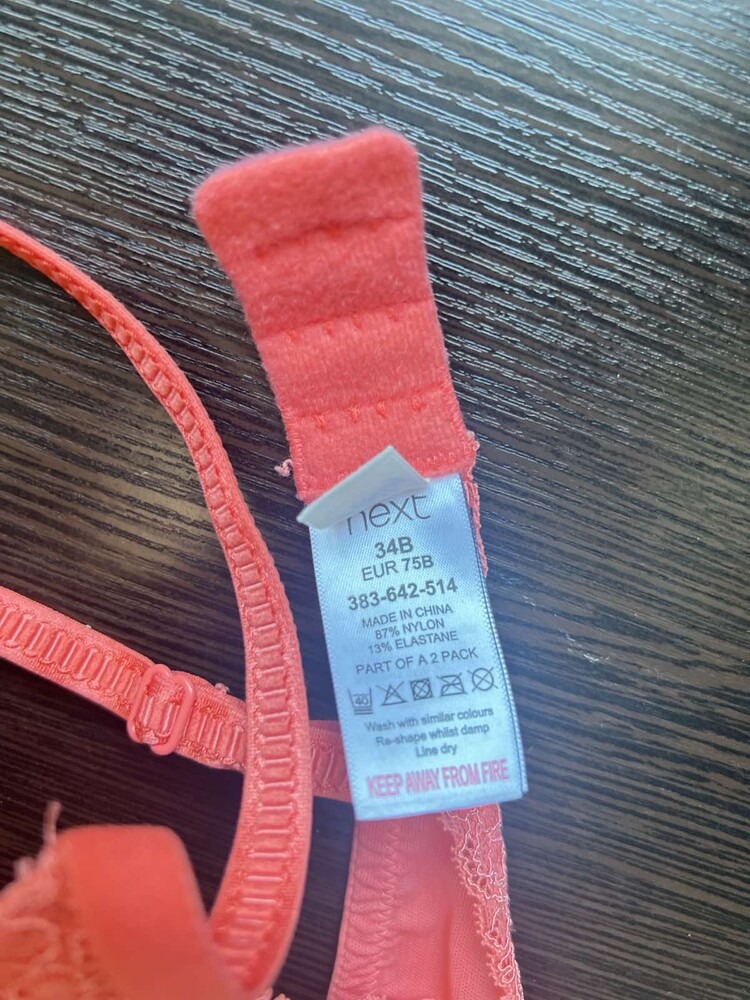 next
34B
EUR 75B
383-642-514
MADE IN CHINA
87% NYLON
13% ELASTANE
PART OF A 2 PACK
40
Wash with similar colours
Re-shape whilst damp
Line dry
KEEP AWAY FROM FIRE